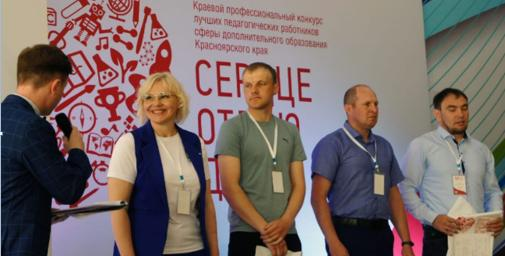 Краевой профессиональный конкурс
лучших педагогических работников
сферы дополнительного образования
Красноярского края
СЕРДЦЕ